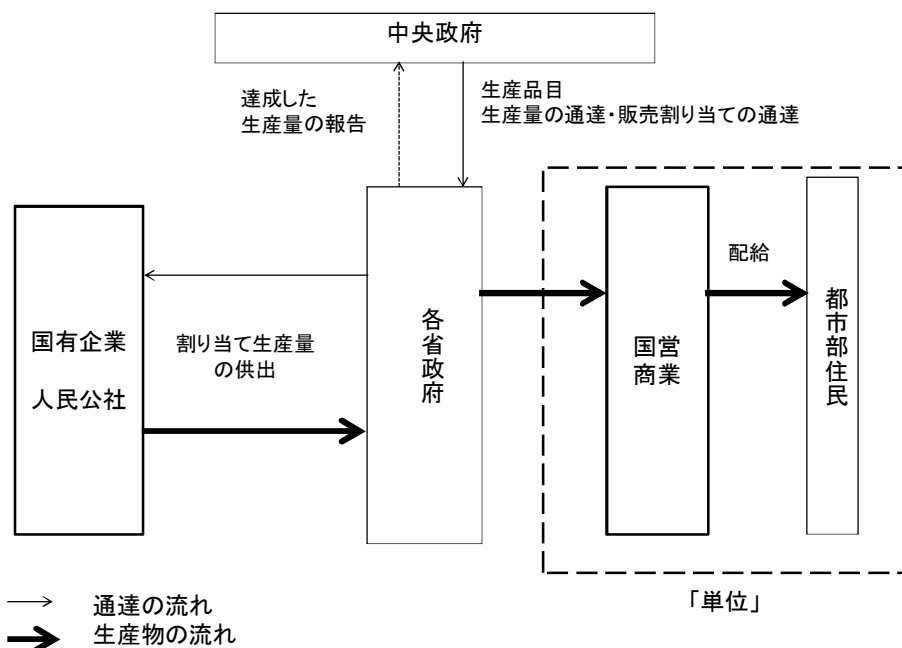 中央政府
達成した
生産量の報告
生産品目
生産量の通達・販売割り当ての通達
国有企業
人民公社
割り当て生産量
の供出
各省政府
国営
商業
配給
都市部住民
「単位」
通達の流れ
生産物の流れ